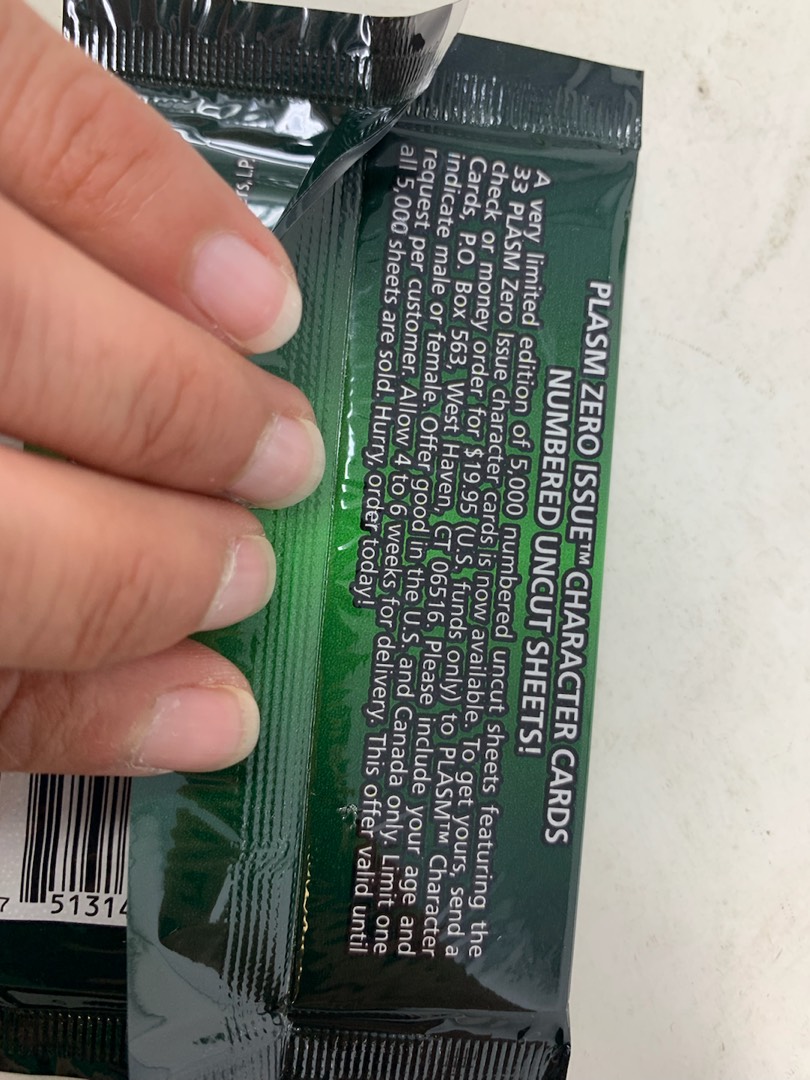 PLASM ZERO ISSUE™ CHARACTER CARDS
NUMBERED UNCUT SHEETS!
A very limited edition of 5,000 numbered uncut sheets featuring the
33 PLASM Zero Issue character cards is now available. To get yours, send a
check or money order for $19.95 (U.S. funds only) to PLASM™ Character
Cards, P.O. Box 563, West Haven, CT 06516. Please include your age and
indicate male or female. Offer good in the U.S. and Canada only. Limit one
request per customer. Allow 4 to 6 weeks for delivery. This offer valid until
all 5,000 sheets are sold. Hurry, order today!
7 51314